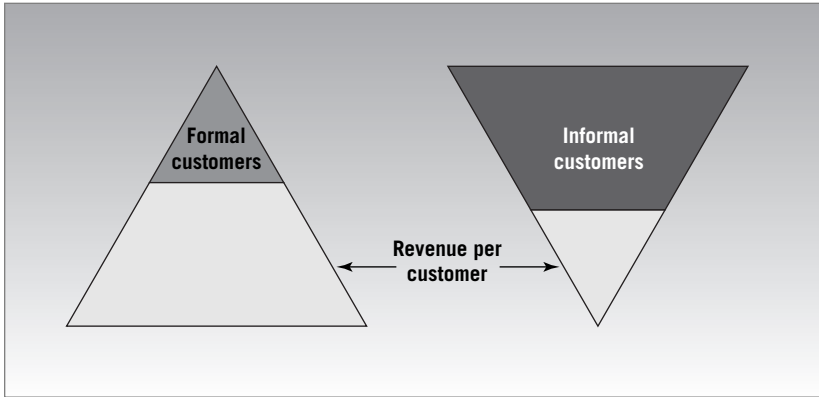 Formal
customers
Informal
customers
Revenue per
customer